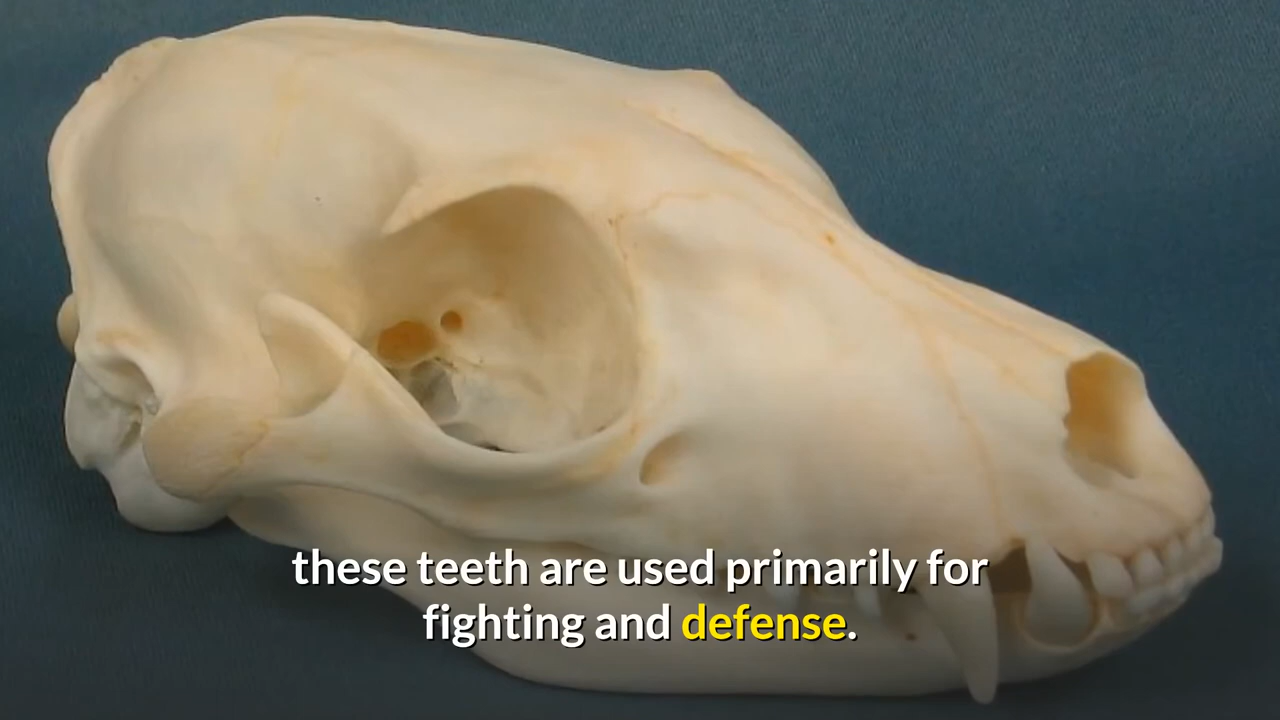 these teeth are used primarily for
fighting and defense.